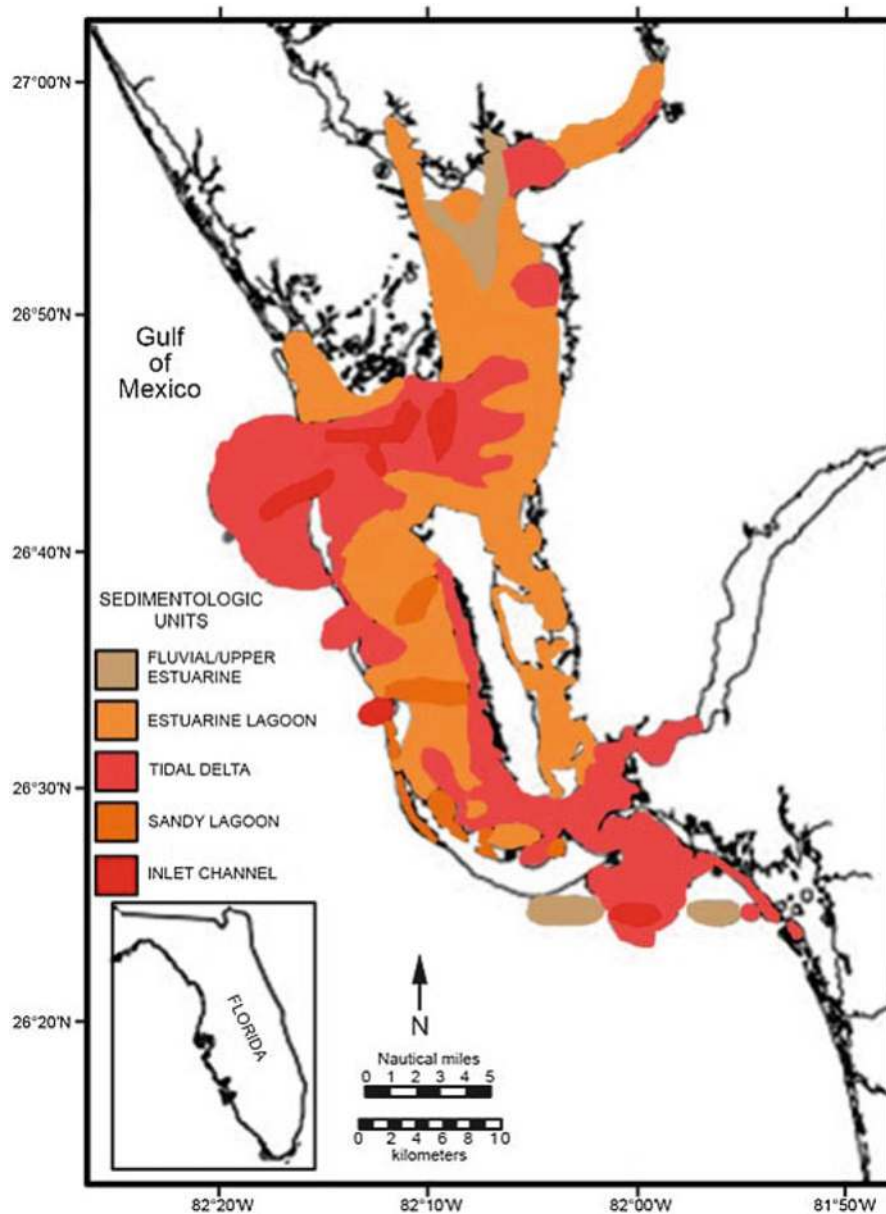 27°00'N
26°50'N
Gulf
of
Mexico
26°40'N
SEDIMENTOLOGIC
UNITS
FLUVIAL/UPPER
ESTUARINE
ESTUARINE LAGOON
TIDAL DELTA
26°30'N
SANDY LAGOON
INLET CHANNEL
FLORIDA
26°20'N
N
Nautical miles
0 1 2 3 4 5
0 2 4 6 8 10
kilometers
82°20'W 82°10'W 82°00'W 81°50'W